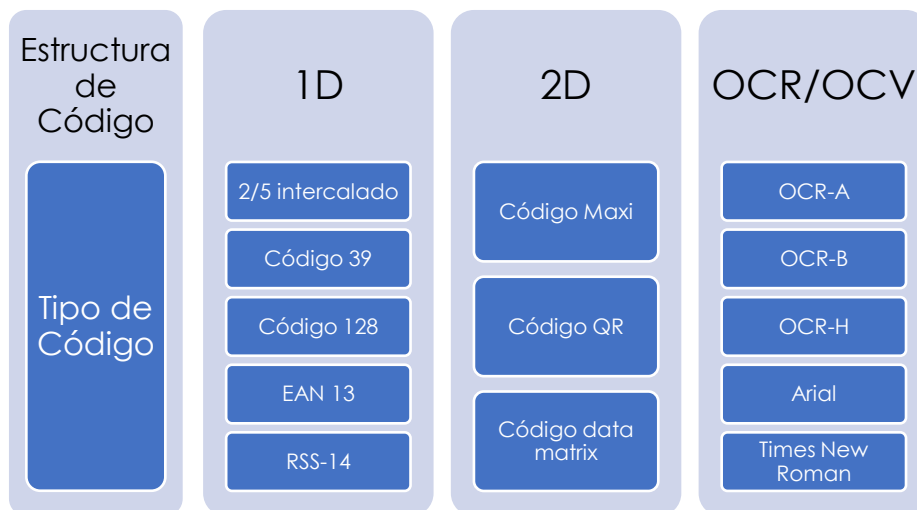 Estructura
de
Código
Tipo de
Código
1D
2/5 intercalado
Código 39
Código 128
EAN 13
RSS-14
2D
Código Maxi
Código QR
Código data
matrix
OCR/OCV
OCR-A
OCR-B
OCR-H
Arial
Times New
Roman